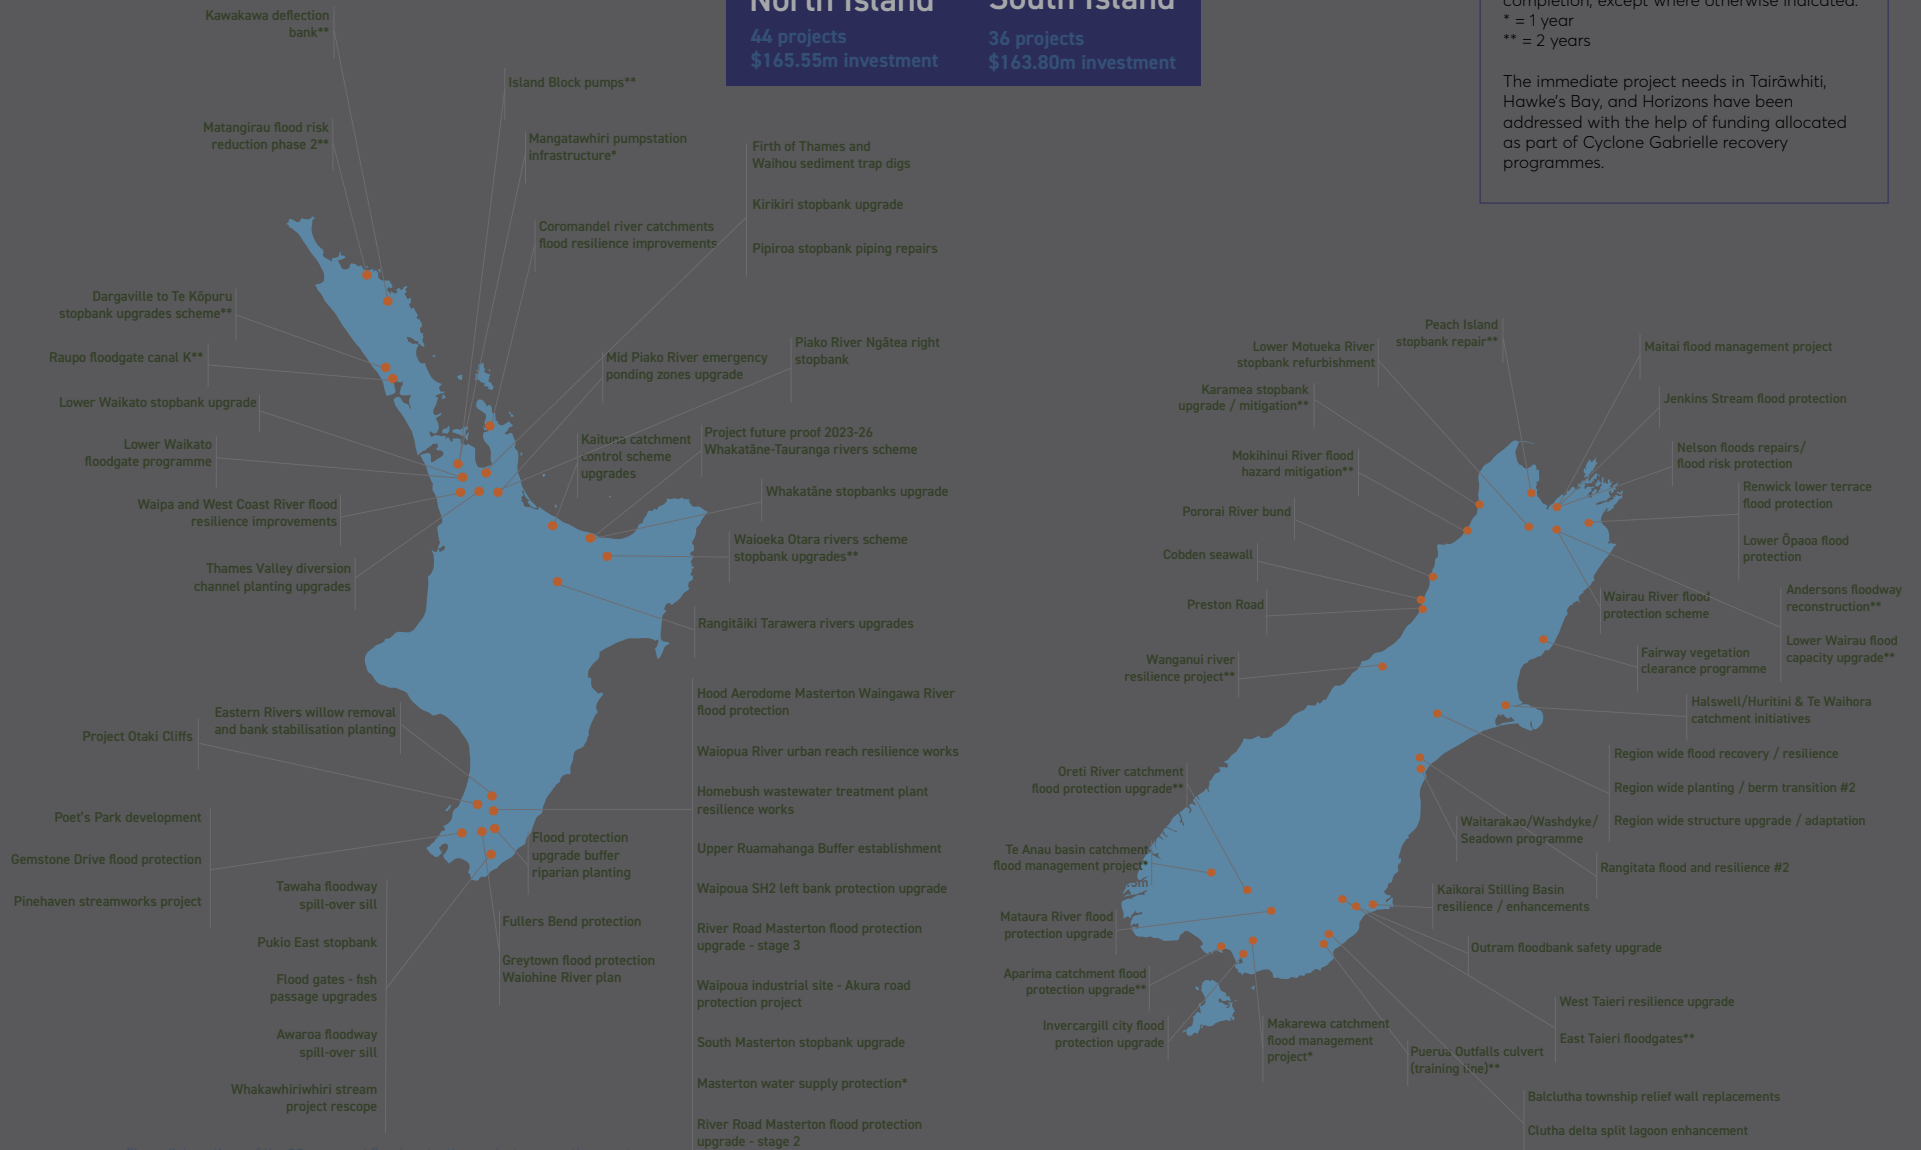 North Island
44 projects
$165.55m investment
South Island
36 projects
$163.80m investment
completion, except where otherwise indicated.
* = 1 year
** = 2 years
The immediate project needs in Tairāwhiti,
Hawke's Bay, and Horizons have been
addressed with the help of funding allocated
as part of Cyclone Gabrielle recovery
programmes.
Kawakawa deflection
bank**
Matangirau flood risk
reduction phase 2**
Island Block pumps**
Mangatawhiri pumpstation
infrastructure*
Coromandel river catchments
flood resilience improvements
Firth of Thames and
Waihou sediment trap digs
Kirikiri stopbank upgrade
Pipiroa stopbank piping repairs
Dargaville to Te Kōpuru
stopbank upgrades scheme**
Raupo floodgate canal K**
Lower Waikato stopbank upgrade
Lower Waikato
floodgate programme
Waipa and West Coast River flood
resilience improvements
Thames Valley diversion
channel planting upgrades
Mid Piako River emergency
ponding zones upgrade
Piako River Ngātea right
stopbank
Kaituna catchment
control scheme
upgrades
Project future proof 2023-26
Whakatāne-Tauranga rivers scheme
Whakatāne stopbanks upgrade
Waioeka Otara rivers scheme
stopbank upgrades**
Rangitāiki Tarawera rivers upgrades
Eastern Rivers willow removal
and bank stabilisation planting
Project Otaki Cliffs
Poet's Park development
Gemstone Drive flood protection
Pinehaven streamworks project
Tawaha floodway
spill-over sill
Pukio East stopbank
Flood gates - fish
passage upgrades
Awaroa floodway
spill-over sill
Whakawhiriwhiri stream
project rescope
Flood protection
upgrade buffer
riparian planting
Fullers Bend protection
Greytown flood protection
Waiohine River plan
Hood Aerodome Masterton Waingawa River
flood protection
Waiopua River urban reach resilience works
Homebush wastewater treatment plant
resilience works
Upper Ruamahanga Buffer establishment
Waipoua SH2 left bank protection upgrade
River Road Masterton flood protection
upgrade - stage 3
Waipoua industrial site - Akura road
protection project
South Masterton stopbank upgrade
Masterton water supply protection*
River Road Masterton flood protection
upgrade - stage 2
Peach Island
stopbank repair**
Lower Motueka River
stopbank refurbishment
Karamea stopbank
upgrade / mitigation**
Mokihinui River flood
hazard mitigation**
Pororai River bund
Cobden seawall
Preston Road
Wanganui river
resilience project**
Maitai flood management project
Jenkins Stream flood protection
Nelson floods repairs/
flood risk protection
Renwick lower terrace
flood protection
Lower Ōpaoa flood
protection
Wairau River flood
protection scheme
Andersons floodway
reconstruction**
Lower Wairau flood
capacity upgrade**
Fairway vegetation
clearance programme
Halswell/Huritini & Te Waihora
catchment initiatives
Region wide flood recovery / resilience
Region wide planting / berm transition #2
Region wide structure upgrade / adaptation
Waitarakao/Washdyke/
Seadown programme
Rangitata flood and resilience #2
Kaikorai Stilling Basin
resilience / enhancements
Outram floodbank safety upgrade
West Taieri resilience upgrade
East Taieri floodgates**
Oreti River catchment
flood protection upgrade**
Te Anau basin catchment
flood management project*
Mataura River flood
protection upgrade
Aparima catchment flood
protection upgrade**
Invercargill city flood
protection upgrade
Makarewa catchment
flood management
project*
Puerua Outfalls culvert
(training line)**
Balclutha township relief wall replacements
Clutha delta split lagoon enhancement